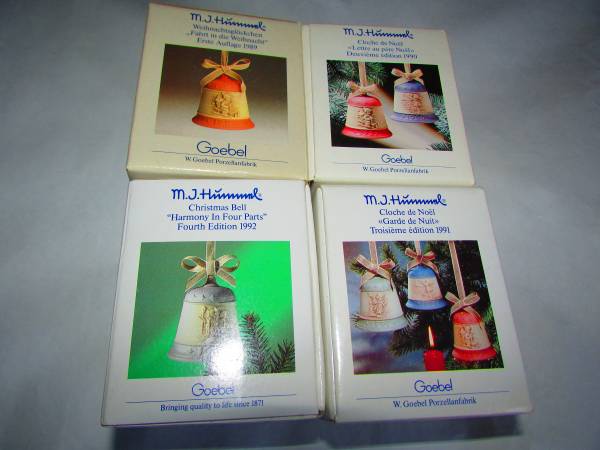 M.J.Hummel®
Weihnachtsglöckchen
„Fahrt in die Weihnacht”
Erste Auflage 1989
Goebel
W. Goebel Porzellanfabrik
M.J.Hummel®
Cloche de Noël
«Lettre au père Noël»
Deuxième édition 1990
Goebel
W. Goebel Porzellanfabrik
M.J.Hummel®
Christmas Bell
"Harmony In Four Parts"
Fourth Edition 1992
Goebel
Bringing quality to life since 1871
M.J.Hummel®
Cloche de Noël
«Garde de Nuit»
Troisième édition 1991
Goebel
W. Goebel Porzellanfabrik